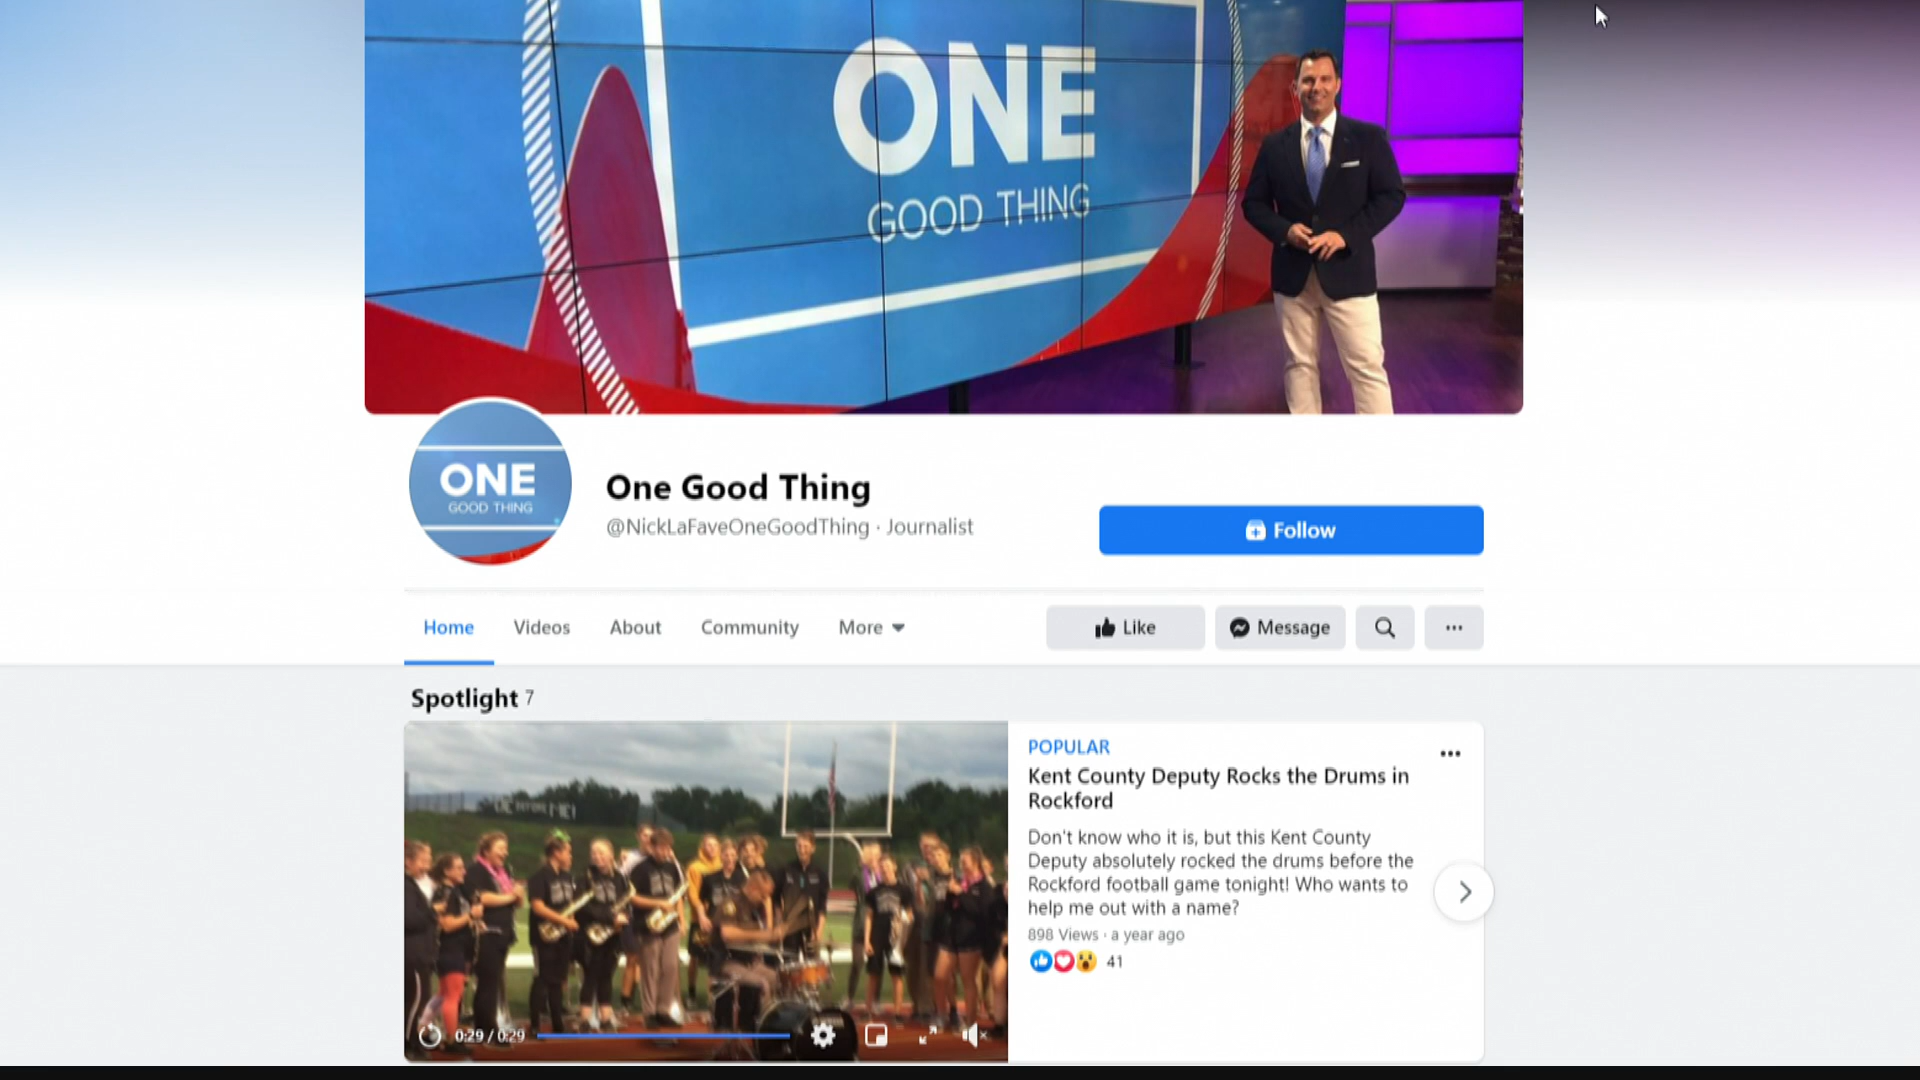 ONE
GOOD THING
ONE
GOOD THING
One Good Thing
@NickLaFaveOneGoodThing · Journalist
Follow
Home Videos About Community More
Like Message
Spotlight 7
POPULAR
Kent County Deputy Rocks the Drums in
Rockford
Don't know who it is, but this Kent County
Deputy absolutely rocked the drums before the
Rockford football game tonight! Who wants to
help me out with a name?
898 Views · a year ago
41
0:29 / 0:29